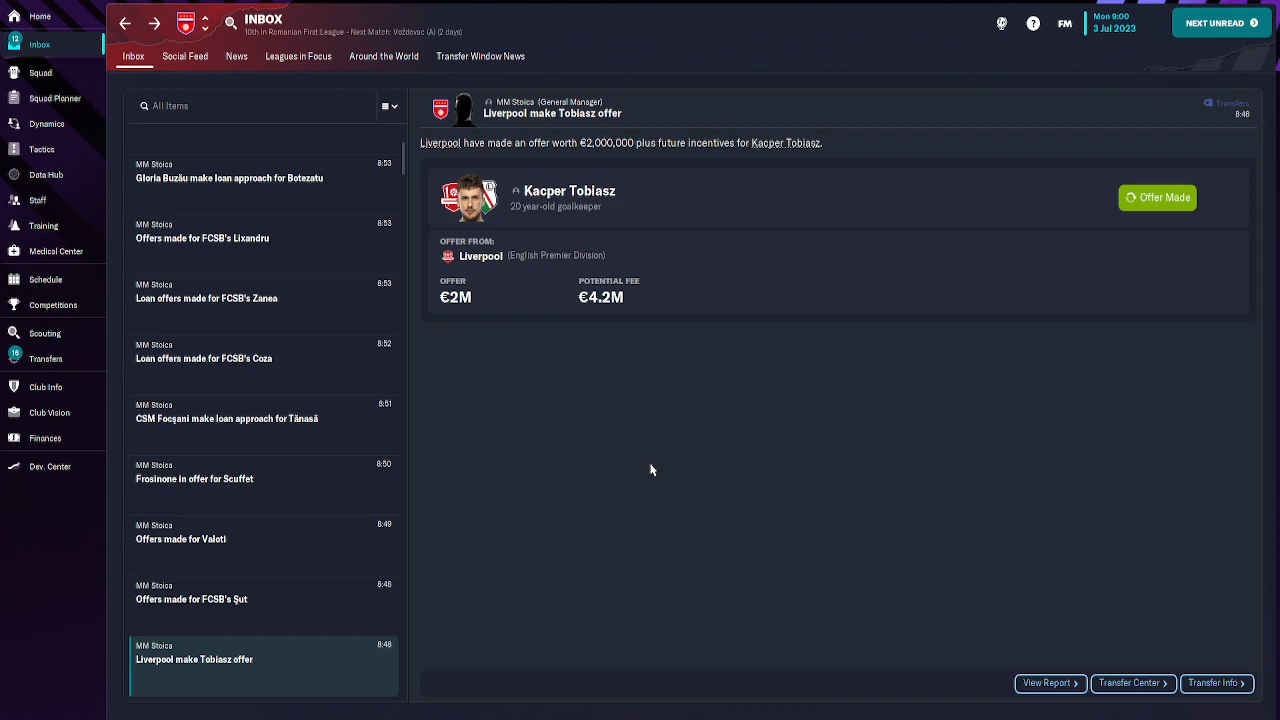 Home
12
Inbox
Squad
Squad Planner
Dynamics
Tactics
Data Hub
Staff
Training
Medical Center
Schedule
Competitions
Scouting
16
Transfers
Club Info
Club Vision
Finances
Dev. Center
INBOX
10th in Romanian First League - Next Match: Voždovac (A) (2 days)
FM
Mon 9:00
3 Jul 2023
NEXT UNREAD
Inbox
Social Feed
News
Leagues in Focus
Around the World
Transfer Window News
All Items
MM Stoica 8:53
Gloria Buzău make loan approach for Botezatu
MM Stoica 8:53
Offers made for FCSB's Lixandru
MM Stoica 8:53
Loan offers made for FCSB's Zanea
MM Stoica 8:52
Loan offers made for FCSB's Coza
MM Stoica 8:51
CSM Focșani make loan approach for Tănasă
MM Stoica 8:50
Frosinone in offer for Scuffet
MM Stoica 8:49
Offers made for Valoti
MM Stoica 8:48
Offers made for FCSB's Șut
MM Stoica 8:48
Liverpool make Tobiasz offer
MM Stoica (General Manager)
Liverpool make Tobiasz offer
Transfers
8:48
Liverpool have made an offer worth €2,000,000 plus future incentives for Kacper Tobiasz.
Kacper Tobiasz
20 year-old goalkeeper
Offer Made
OFFER FROM:
Liverpool (English Premier Division)
OFFER POTENTIAL FEE
€2M €4.2M
View Report
Transfer Center
Transfer Info